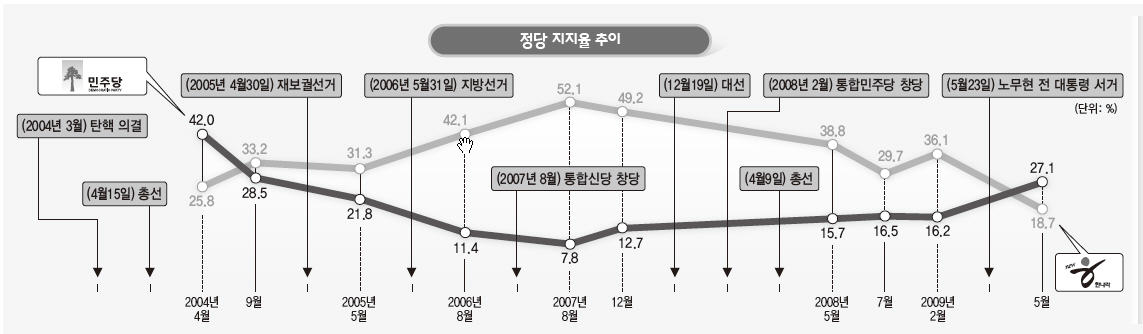 정당 지지율 추이
민주당
DEMOCRATIC PARTY
(2005년 4월30일) 재보궐선거
(2006년 5월31일) 지방선거
(12월19일) 대선
(2008년 2월) 통합민주당 창당
(5월23일) 노무현 전 대통령 서거
(단위: %)
(2004년 3월) 탄핵 의결
(4월15일) 총선
(2007년 8월) 통합신당 창당
(4월9일) 총선
42.0
33.2
31.3
42.1
52.1
49.2
38.8
29.7
36.1
27.1
25.8
28.5
21.8
11.4
7.8
12.7
15.7
16.5
16.2
18.7
new
한나라
2004년
4월
9월
2005년
5월
2006년
8월
2007년
8월
12월
2008년
5월
7월
2009년
2월
5월